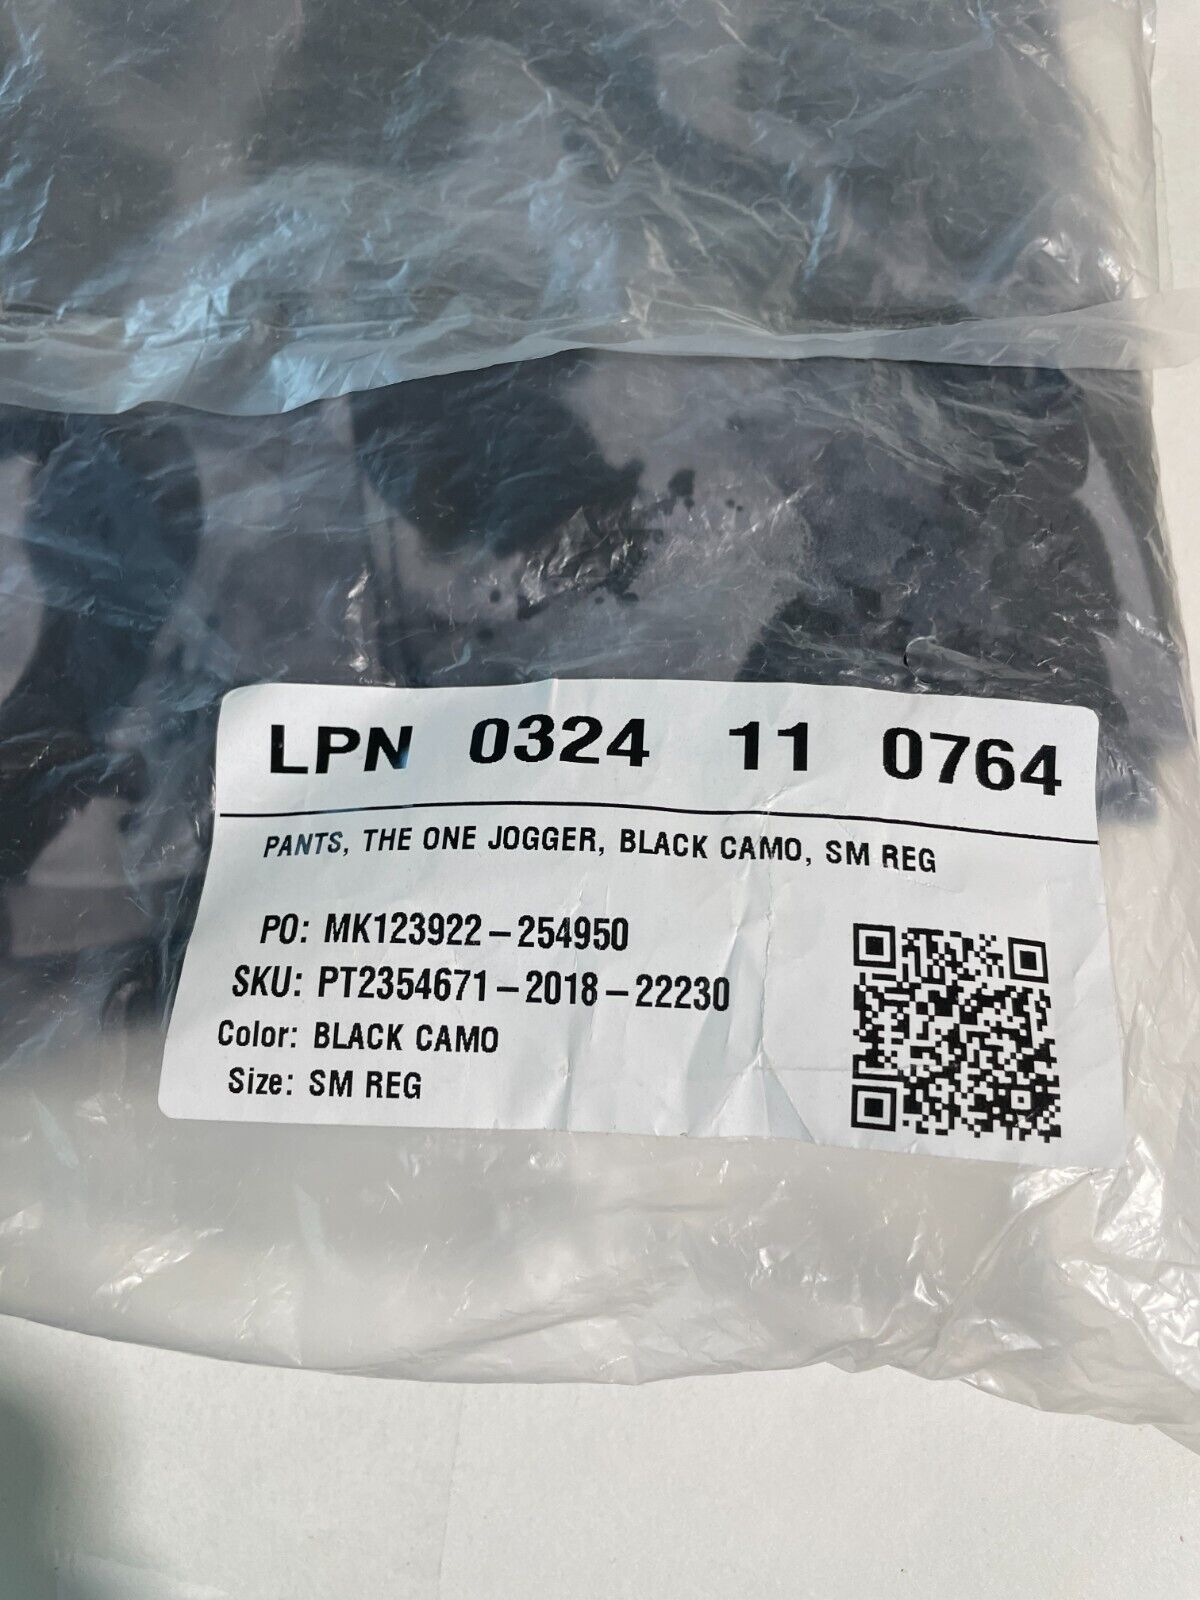 LPN 0324 11 0764
PANTS, THE ONE JOGGER, BLACK CAMO, SM REG
PO: MK123922-254950
SKU: PT2354671-2018-22230
Color: BLACK CAMO
Size: SM REG